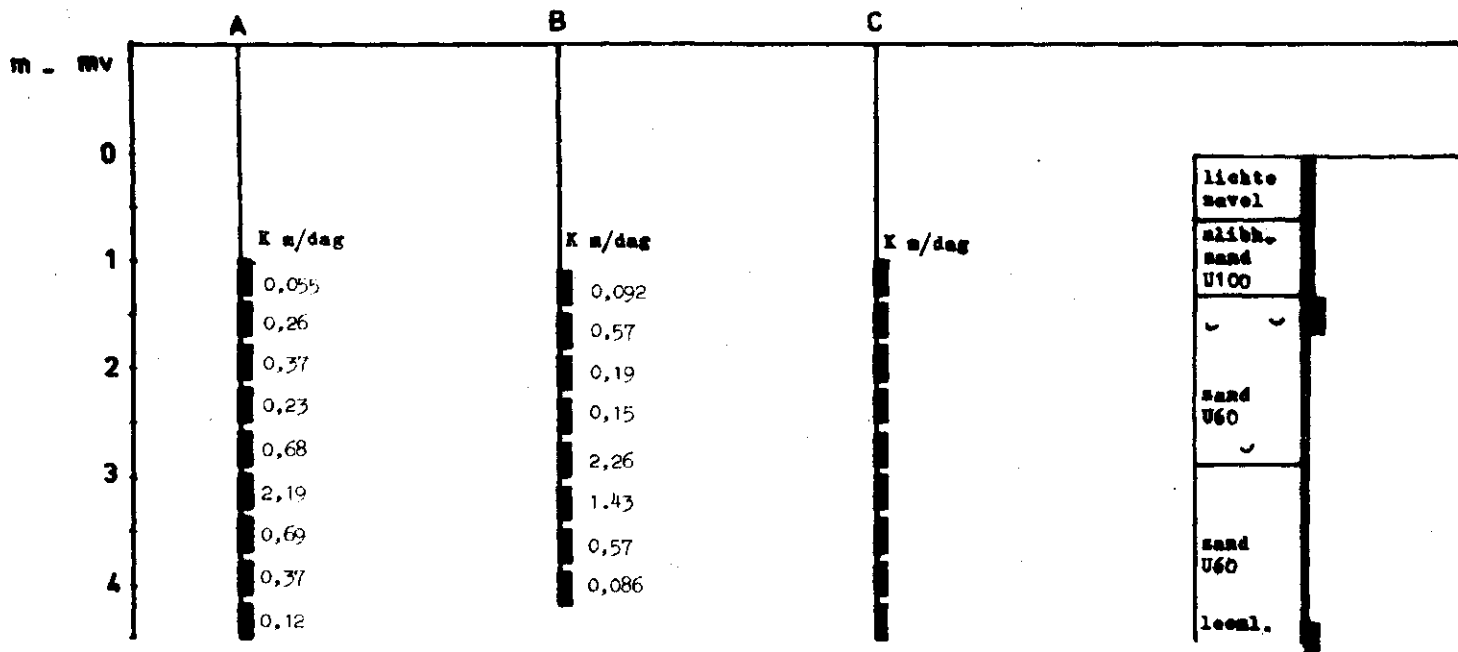 A B C
m - mv
0
lichte
zavel
K m/dag K m/dag K m/dag
slibh.
zand
U100
1
0,055 0,092
0,26 0,57
2
0,37 0,19
0,23 0,15
zand
U60
0,68 2,26
3
2,19 1.43
0,69 0,57
zand
U60
4
0,37 0,086
0,12
leeml.